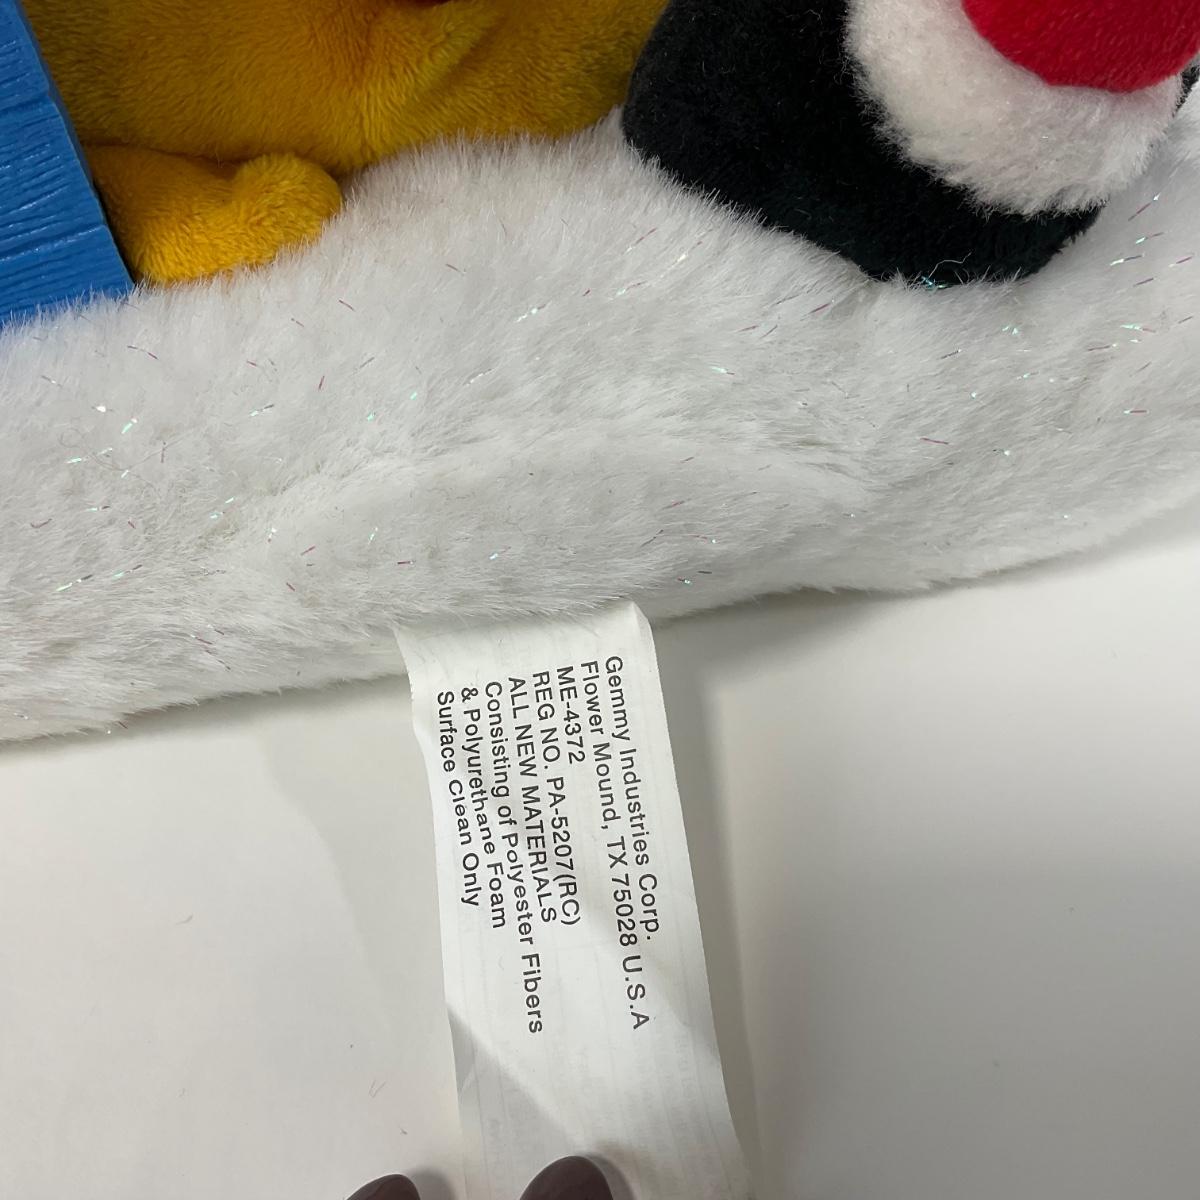 Gemmy Industries Corp.
Flower Mound, TX 75028 U.S.A
ME-4372
REG NO. PA-5207(RC)
ALL NEW MATERIALS
Consisting of Polyester Fibers
& Polyurethane Foam
Surface Clean Only